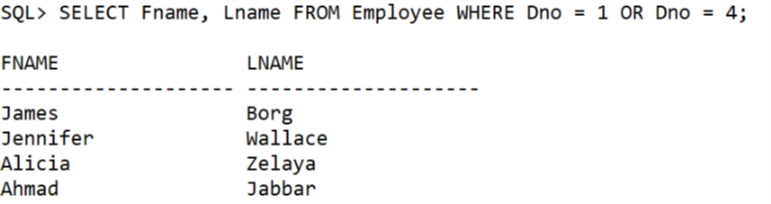 SQL> SELECT Fname, Lname FROM Employee WHERE Dno = 1 OR Dno = 4;
FNAME                LNAME
-------------------- --------------------
James                Borg
Jennifer             Wallace
Alicia               Zelaya
Ahmad                Jabbar